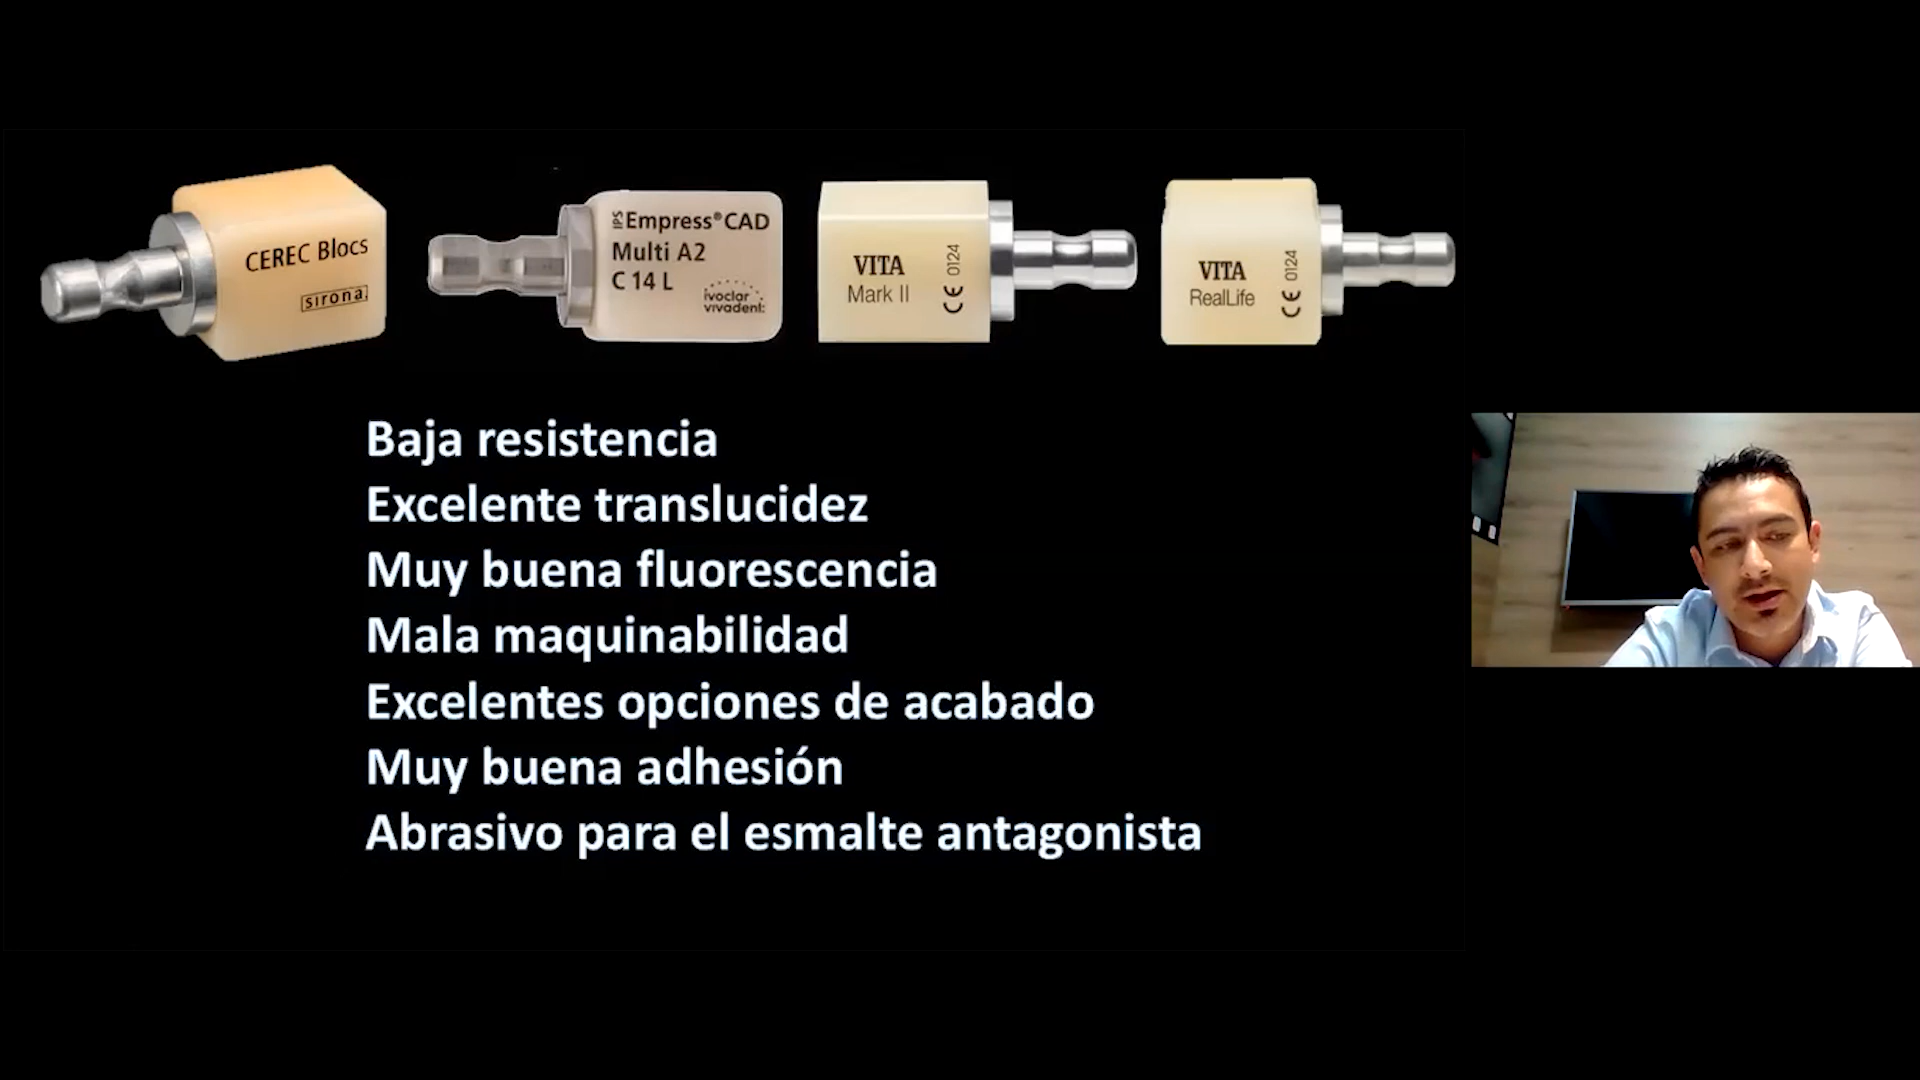 CEREC Blocs
sirona
IPS Empress® CAD
Multi A2
C 14 L
ivoclar
vivadent:
VITA
Mark II
CE 0124
VITA
RealLife
CE 0124
Baja resistencia
Excelente translucidez
Muy buena fluorescencia
Mala maquinabilidad
Excelentes opciones de acabado
Muy buena adhesión
Abrasivo para el esmalte antagonista